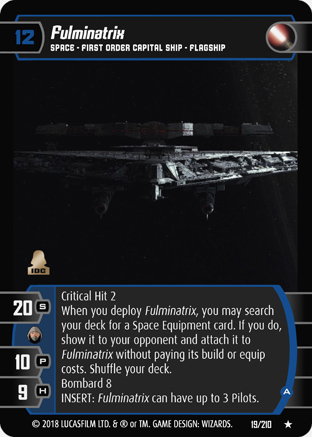 12
Fulminatrix
SPACE - FIRST ORDER CAPITAL SHIP - FLAGSHIP
IDC
20 S
10 P
9 H
Critical Hit 2
When you deploy Fulminatrix, you may search
your deck for a Space Equipment card. If you do,
show it to your opponent and attach it to
Fulminatrix without paying its build or equip
costs. Shuffle your deck.
Bombard 8
INSERT: Fulminatrix can have up to 3 Pilots.
A
© 2018 LUCASFILM LTD. & ® or TM. GAME DESIGN: WIZARDS. 19/210 ★